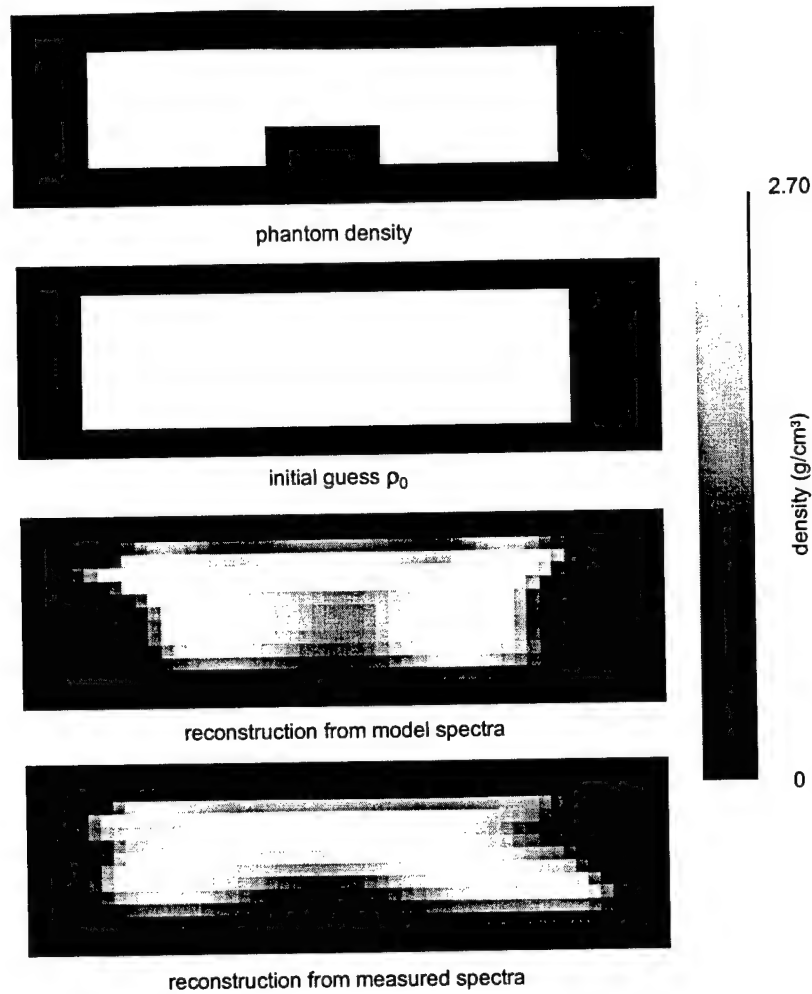 phantom density
initial guess ρ₀
reconstruction from model spectra
reconstruction from measured spectra
2.70
density (g/cm³)
0